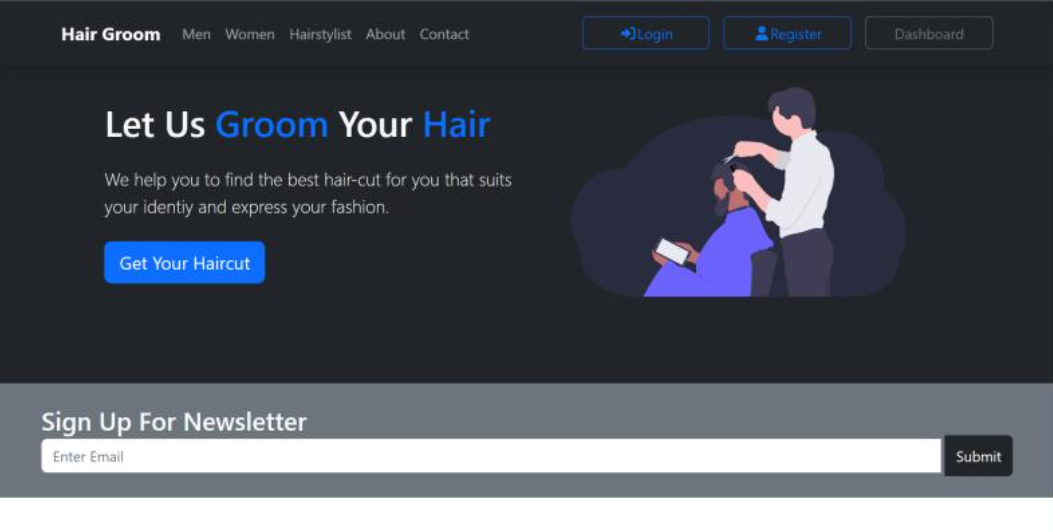 Hair Groom Men Women Hairstylist About Contact Login Register Dashboard
Let Us Groom Your Hair
We help you to find the best hair-cut for you that suits
your identiy and express your fashion.
Get Your Haircut
Sign Up For Newsletter
Enter Email Submit